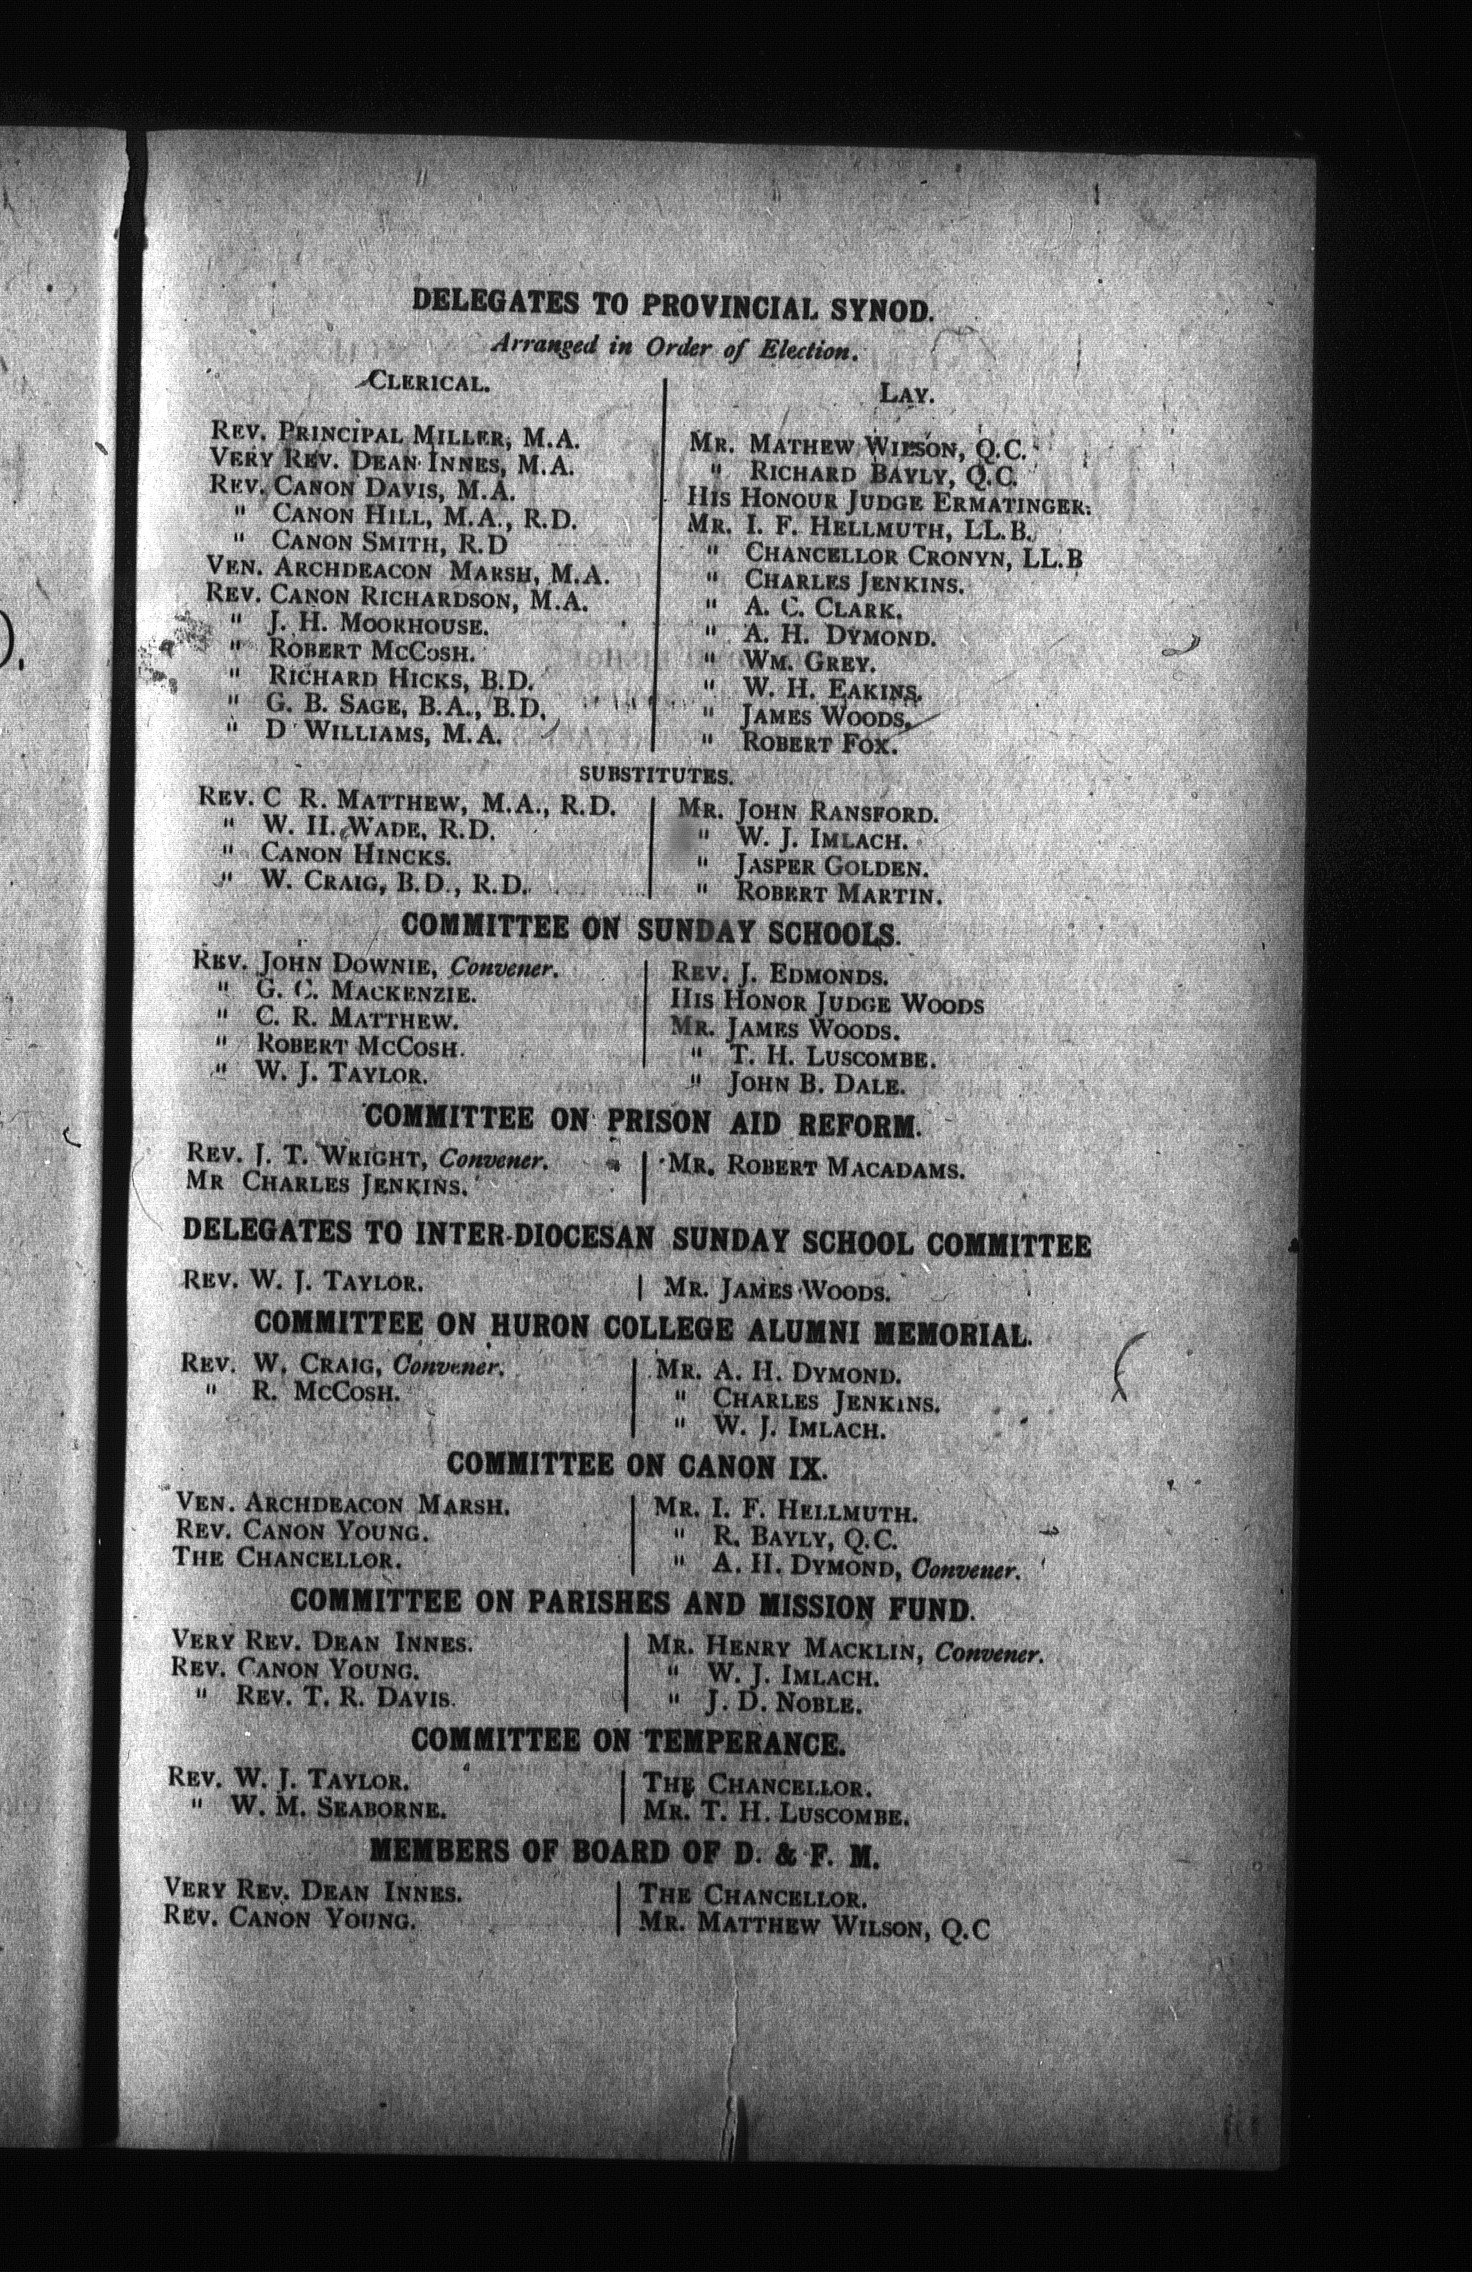 DELEGATES TO PROVINCIAL SYNOD.
Arranged in Order of Election.
CLERICAL.
REV. PRINCIPAL MILLER, M.A.
VERY REV. DEAN INNES, M.A.
REV. CANON DAVIS, M.A.
" CANON HILL, M.A., R.D.
" CANON SMITH, R.D
VEN. ARCHDEACON MARSH, M.A.
REV. CANON RICHARDSON, M.A.
" J. H. MOORHOUSE.
" ROBERT MCCOSH.
" RICHARD HICKS, B.D.
" G. B. SAGE, B.A., B.D.
" D WILLIAMS, M.A.
LAY.
MR. MATHEW WILSON, Q.C.
" RICHARD BAYLY, Q.C.
HIS HONOUR JUDGE ERMATINGER.
MR. I. F. HELLMUTH, LL.B.
" CHANCELLOR CRONYN, LL.B
" CHARLES JENKINS.
" A. C. CLARK.
" A. H. DYMOND.
" WM. GREY.
" W. H. EAKINS.
" JAMES WOODS.
" ROBERT FOX.
SUBSTITUTES.
REV. C R. MATTHEW, M.A., R.D.
" W. H. WADE, R.D.
" CANON HINCKS.
" W. CRAIG, B.D., R.D.
MR. JOHN RANSFORD.
" W. J. IMLACH.
" JASPER GOLDEN.
" ROBERT MARTIN.
COMMITTEE ON SUNDAY SCHOOLS.
REV. JOHN DOWNIE, Convener.
" G. C. MACKENZIE.
" C. R. MATTHEW.
" ROBERT MCCOSH.
" W. J. TAYLOR.
REV. J. EDMONDS.
HIS HONOR JUDGE WOODS
MR. JAMES WOODS.
" T. H. LUSCOMBE.
" JOHN B. DALE.
COMMITTEE ON PRISON AID REFORM.
REV. J. T. WRIGHT, Convener.
MR CHARLES JENKINS.
MR. ROBERT MACADAMS.
DELEGATES TO INTER-DIOCESAN SUNDAY SCHOOL COMMITTEE
REV. W. J. TAYLOR.
MR. JAMES WOODS.
COMMITTEE ON HURON COLLEGE ALUMNI MEMORIAL.
REV. W. CRAIG, Convener.
" R. MCCOSH.
MR. A. H. DYMOND.
" CHARLES JENKINS.
" W. J. IMLACH.
COMMITTEE ON CANON IX.
VEN. ARCHDEACON MARSH.
REV. CANON YOUNG.
THE CHANCELLOR.
MR. I. F. HELLMUTH.
" R. BAYLY, Q.C.
" A. H. DYMOND, Convener.
COMMITTEE ON PARISHES AND MISSION FUND.
VERY REV. DEAN INNES.
REV. CANON YOUNG.
" REV. T. R. DAVIS.
MR. HENRY MACKLIN, Convener.
" W. J. IMLACH.
" J. D. NOBLE.
COMMITTEE ON TEMPERANCE.
REV. W. J. TAYLOR.
" W. M. SEABORNE.
THE CHANCELLOR.
MR. T. H. LUSCOMBE.
MEMBERS OF BOARD OF D. & F. M.
VERY REV. DEAN INNES.
REV. CANON YOUNG.
THE CHANCELLOR.
MR. MATTHEW WILSON, Q.C